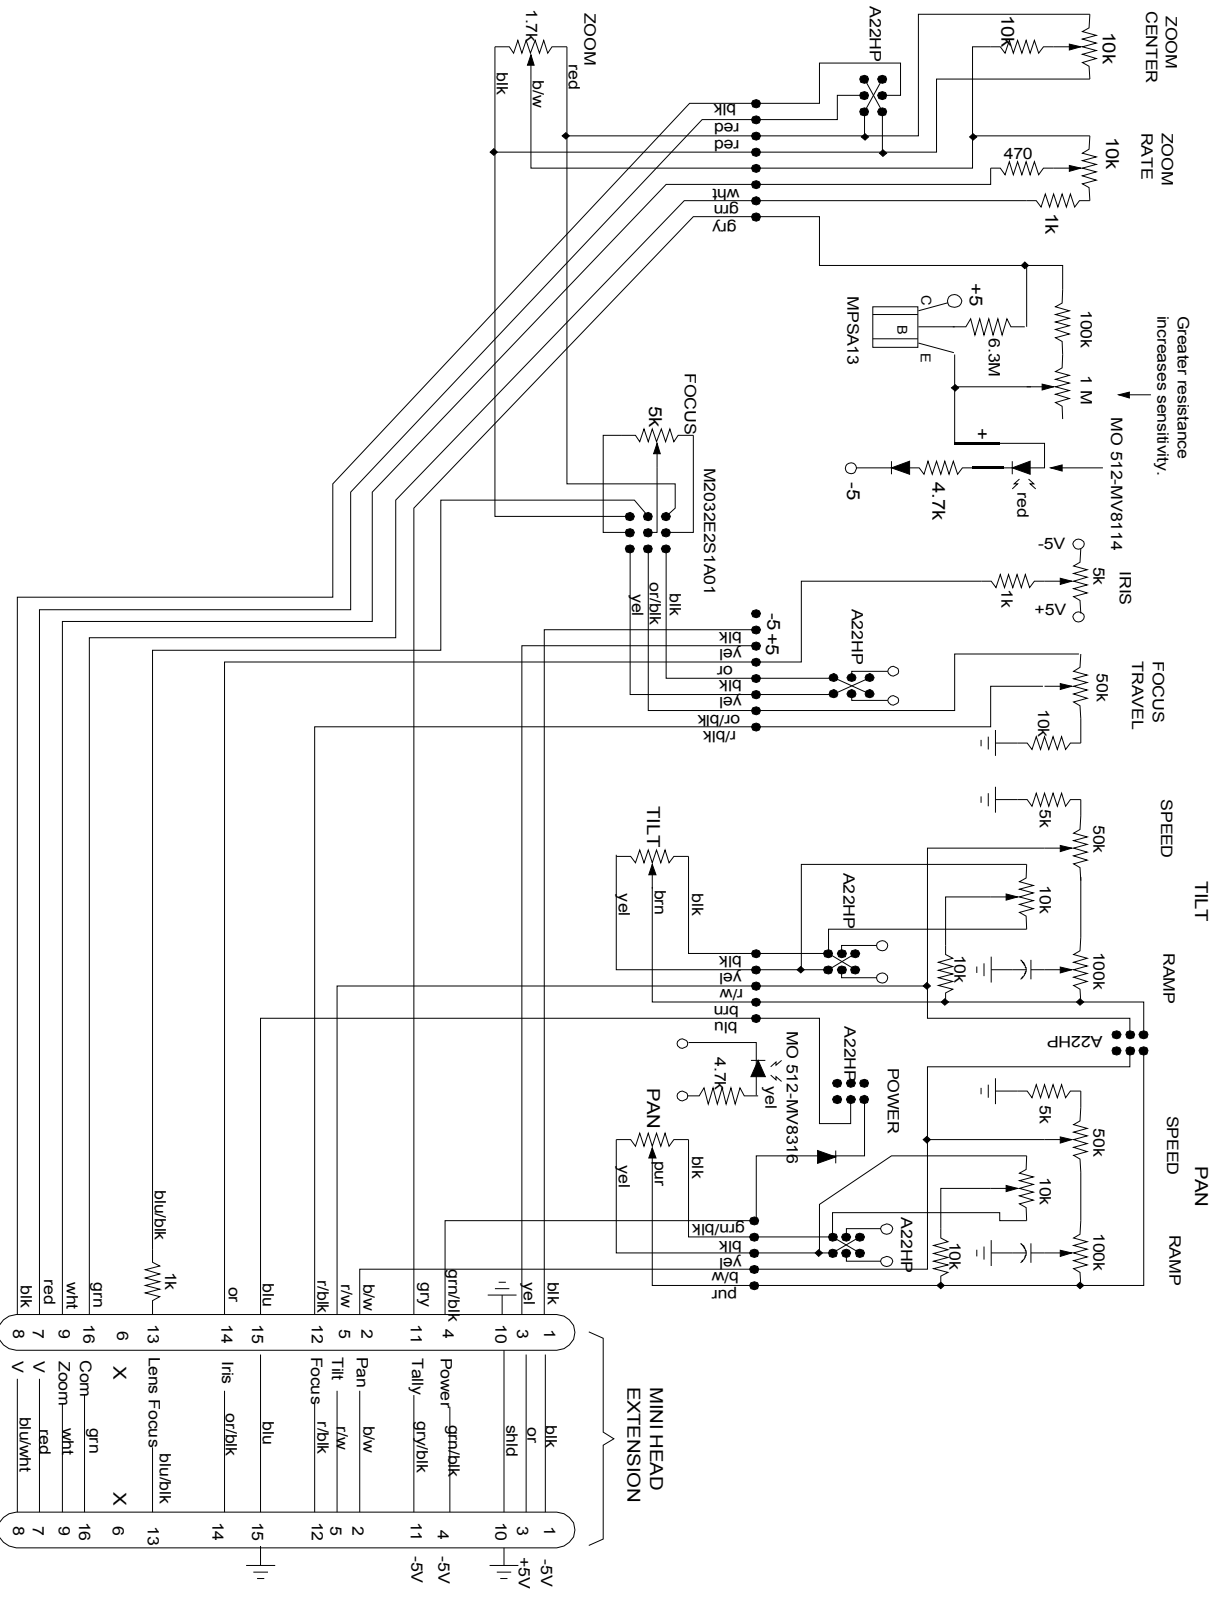 ZOOM
CENTER
10k
10k
ZOOM
RATE
10k
470
1k
A22HP
ZOOM
1.7k
red
b/w
blk
blk
red
red
wht
grn
gry
Greater resistance
increases sensitivity.
100k
1 M
6.3M
+5
C
B
E
MPSA13
MO 512-MV8114
+
red
4.7k
-5
FOCUS
5k
M2032E2S1A01
blk
or/blk
yel
IRIS
-5V
5k
+5V
1k
FOCUS
TRAVEL
50k
10k
A22HP
-5 +5
blk
yel
or
blk
yel
or/blk
r/blk
TILT
SPEED
RAMP
5k
50k
10k
100k
10k
A22HP
TILT
blk
brn
yel
blk
yel
r/w
brn
blu
A22HP
PAN
SPEED
RAMP
5k
50k
10k
100k
10k
A22HP
POWER
A22HP
MO 512-MV8316
yel
4.7k
PAN
blk
pur
yel
grn/blk
blk
yel
b/w
pur
MINI HEAD
EXTENSION
blk 1 blk 1 -5V
yel 3 or 3 +5V
10 shld 10
grn/blk 4 Power grn/blk 4 -5V
gry 11 Tally gry/blk 11 -5V
b/w 2 Pan b/w 2
r/w 5 Tilt r/w 5
r/blk 12 Focus r/blk 12
blu 15 blu 15
or 14 Iris or/blk 14
blu/blk 1k 13 Lens Focus blu/blk 13
6 X X 6
grn 16 Com grn 16
wht 9 Zoom wht 9
red 7 V red 7
blk 8 V blu/wht 8